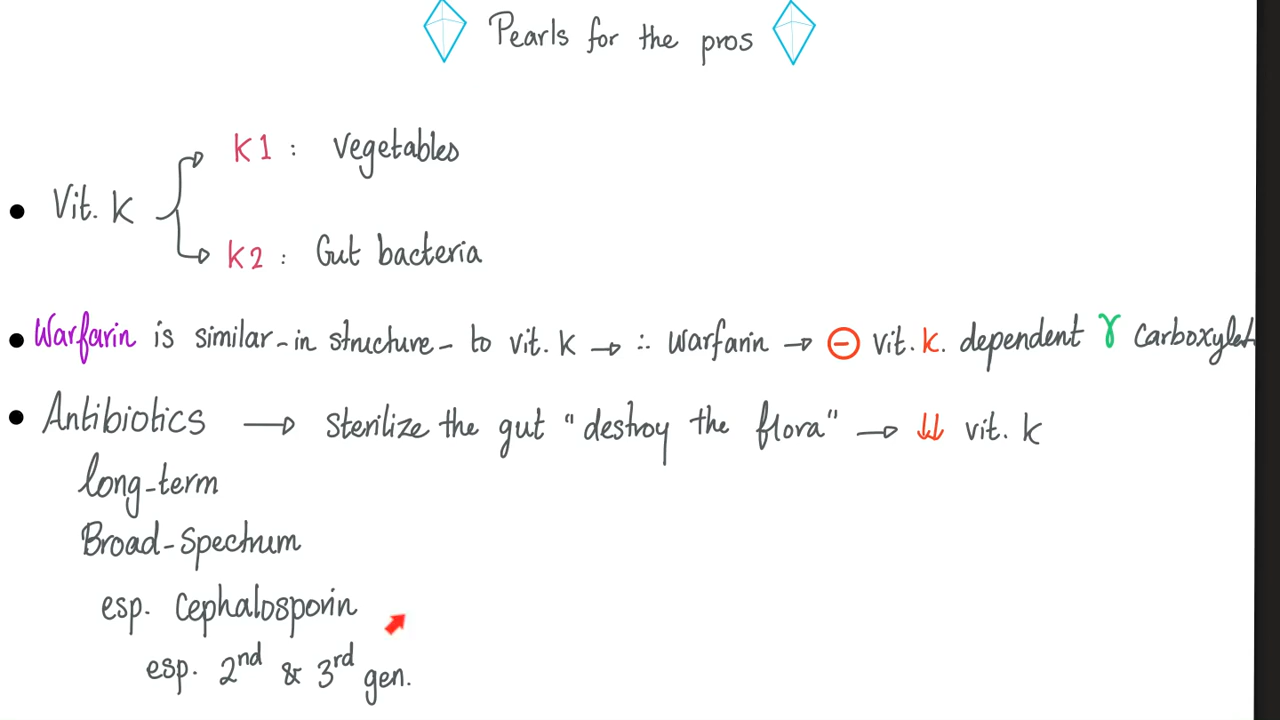 Pearls for the pros
K1 : Vegetables
• Vit. K
K2 : Gut bacteria
• Warfarin is similar-in structure- to vit. K → ∴ Warfarin → ⊖ vit. K. dependent γ Carboxylat
• Antibiotics → Sterilize the gut "destroy the flora" → ↓↓ vit. K
long-term
Broad-Spectrum
esp. Cephalosporin
esp. 2nd & 3rd gen.